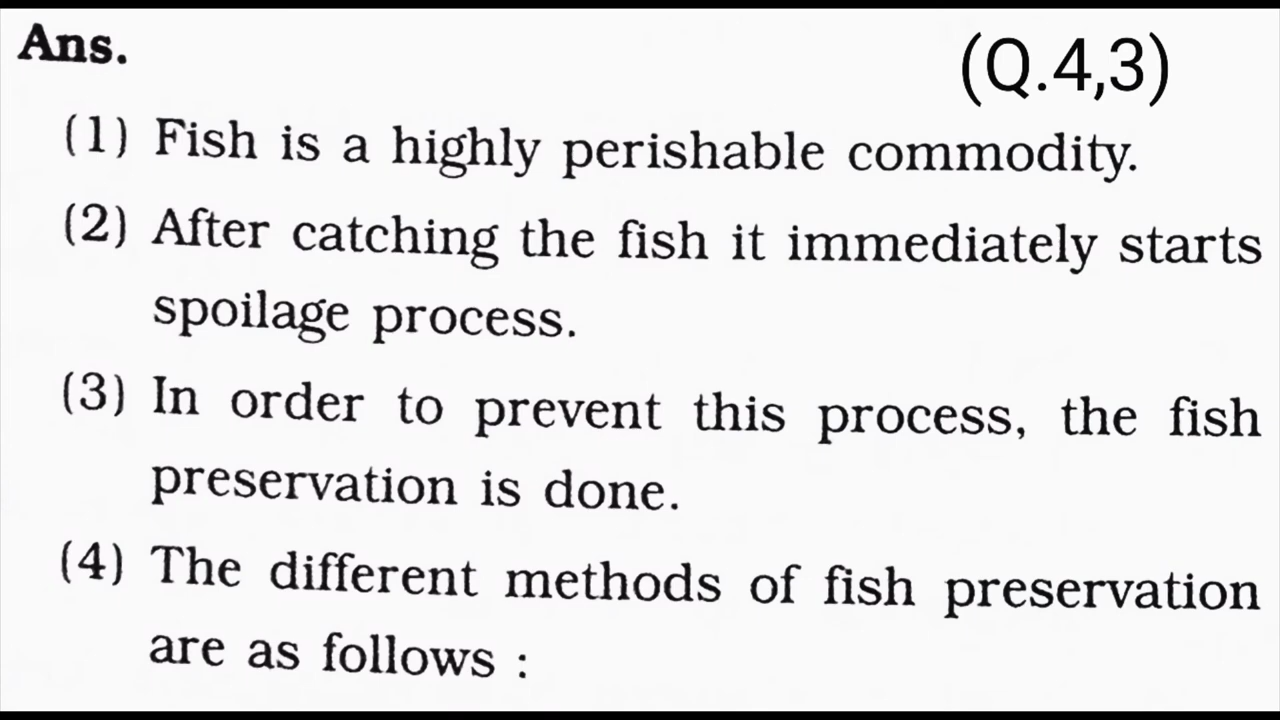 Ans.
(Q.4,3)
(1) Fish is a highly perishable commodity.
(2) After catching the fish it immediately starts
spoilage process.
(3) In order to prevent this process, the fish
preservation is done.
(4) The different methods of fish preservation
are as follows :